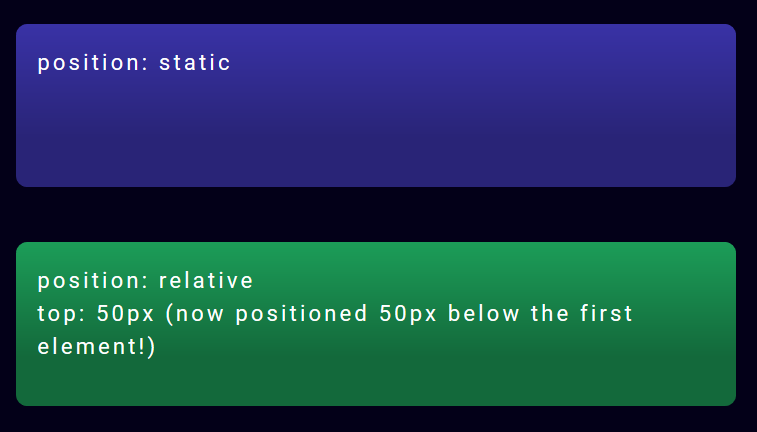 position: static
position: relative
top: 50px (now positioned 50px below the first
element!)